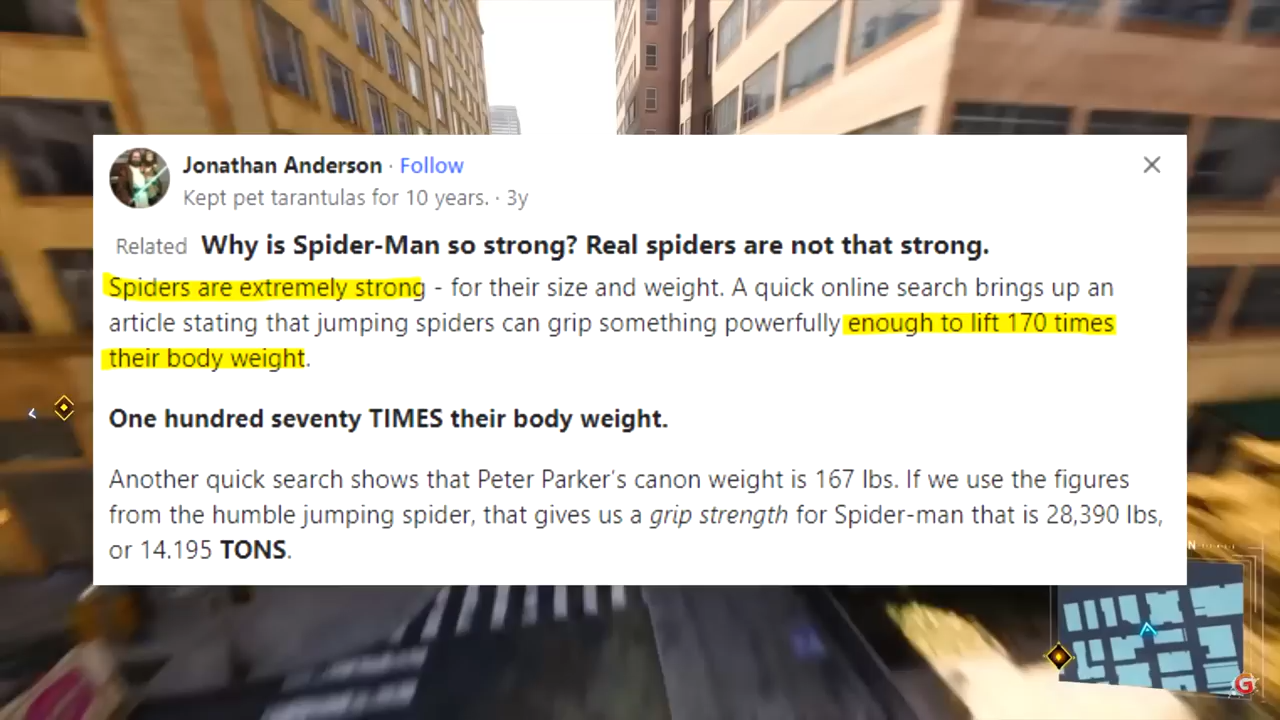 Jonathan Anderson · Follow
Kept pet tarantulas for 10 years. · 3y
Related Why is Spider-Man so strong? Real spiders are not that strong.
Spiders are extremely strong - for their size and weight. A quick online search brings up an
article stating that jumping spiders can grip something powerfully enough to lift 170 times
their body weight.
One hundred seventy TIMES their body weight.
Another quick search shows that Peter Parker's canon weight is 167 lbs. If we use the figures
from the humble jumping spider, that gives us a grip strength for Spider-man that is 28,390 lbs,
or 14.195 TONS.
N
G